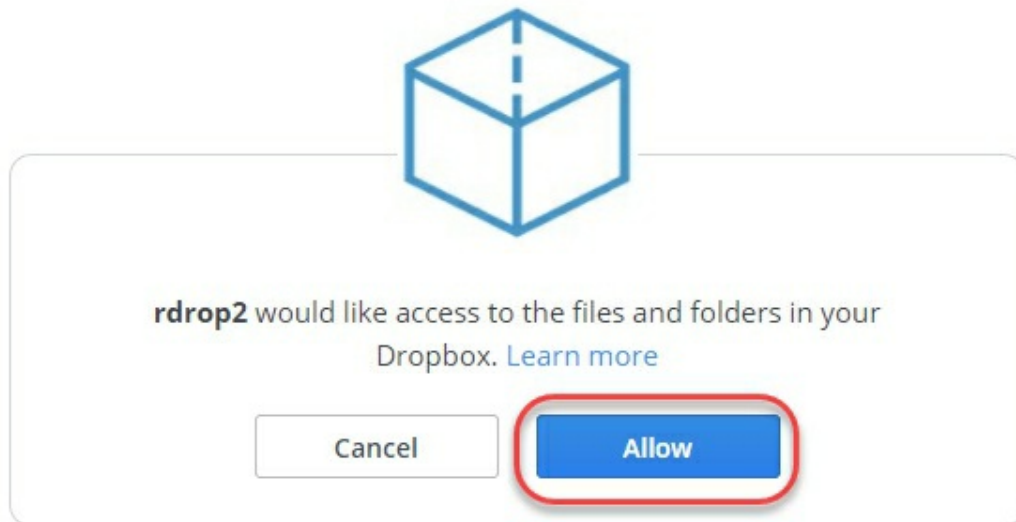 rdrop2 would like access to the files and folders in your
Dropbox. Learn more
Cancel
Allow